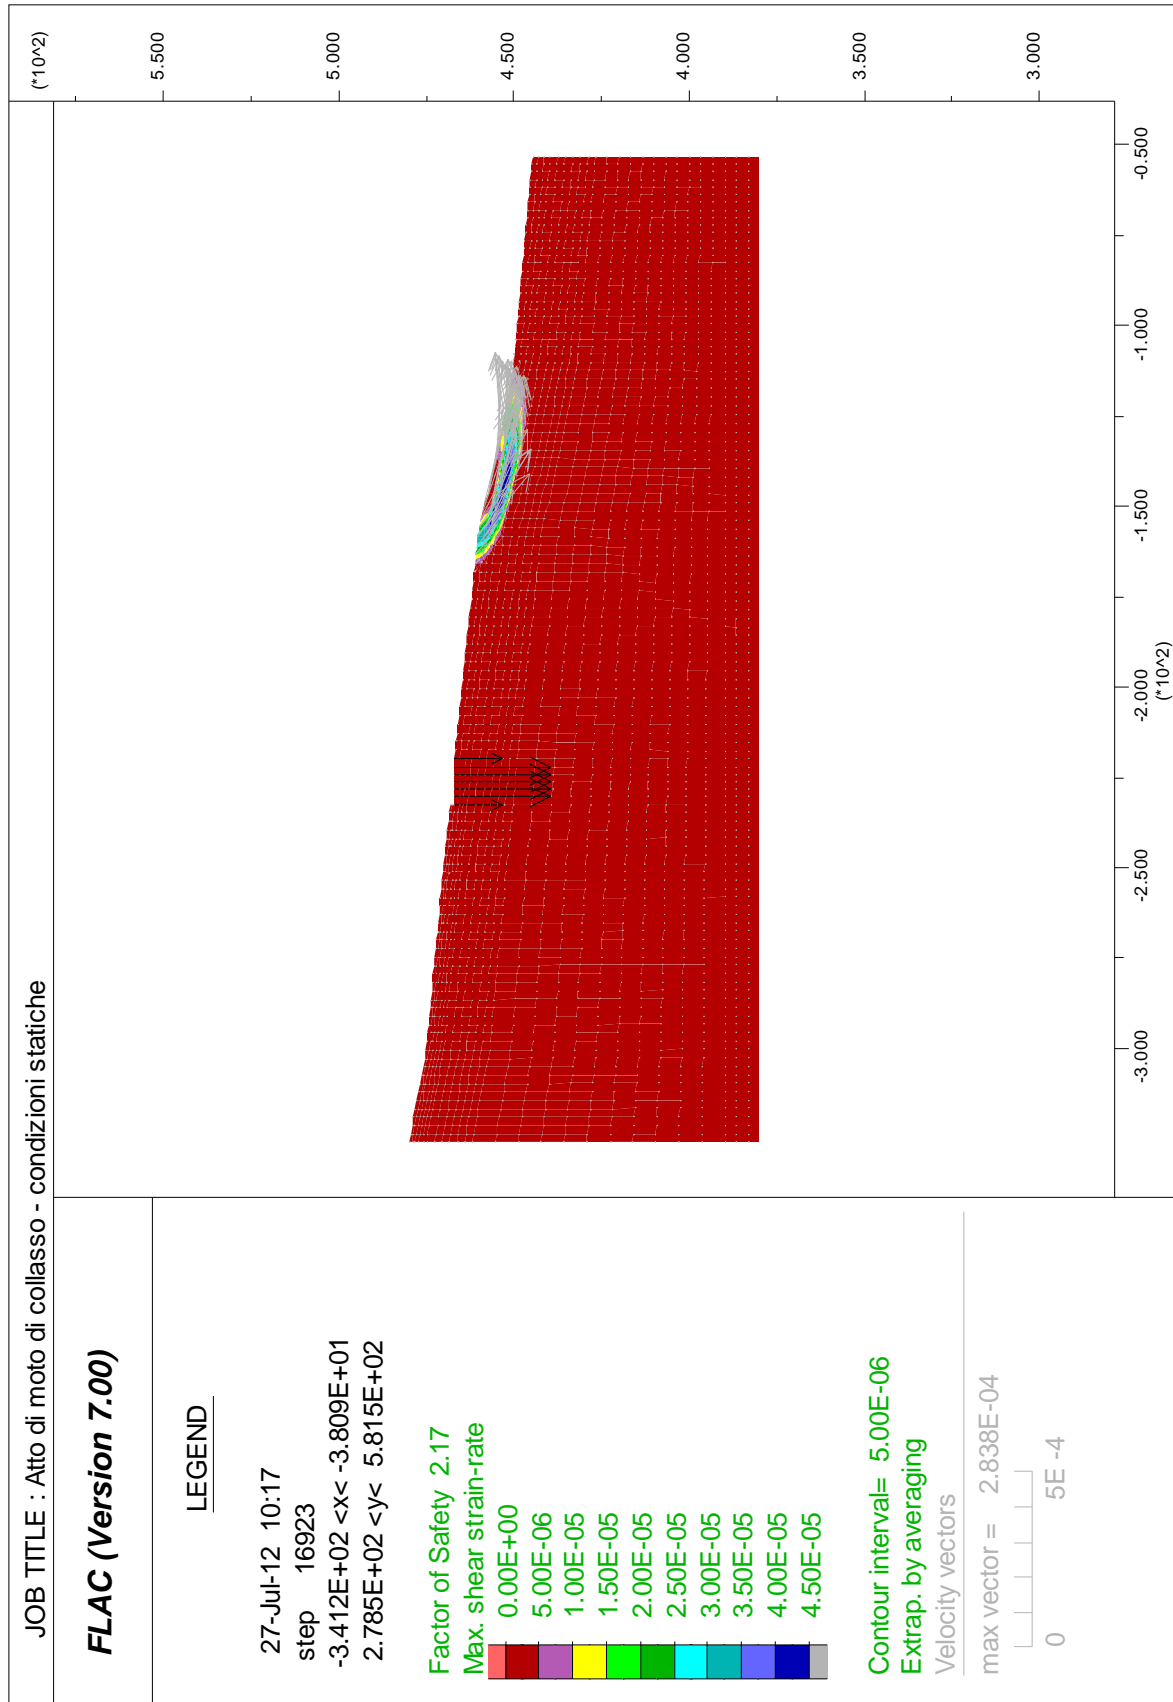 JOB TITLE : Atto di moto di collasso - condizioni statiche
FLAC (Version 7.00)
LEGEND
27-Jul-12 10:17
step 16923
-3.412E+02 <x< -3.809E+01
2.785E+02 <y< 5.815E+02
Factor of Safety 2.17
Max. shear strain-rate
0.00E+00
5.00E-06
1.00E-05
1.50E-05
2.00E-05
2.50E-05
3.00E-05
3.50E-05
4.00E-05
4.50E-05
Contour interval= 5.00E-06
Extrap. by averaging
Velocity vectors
max vector = 2.838E-04
0 5E -4
(*10^2)
5.500
5.000
4.500
4.000
3.500
3.000
-3.000
-2.500
-2.000
-1.500
-1.000
-0.500
(*10^2)